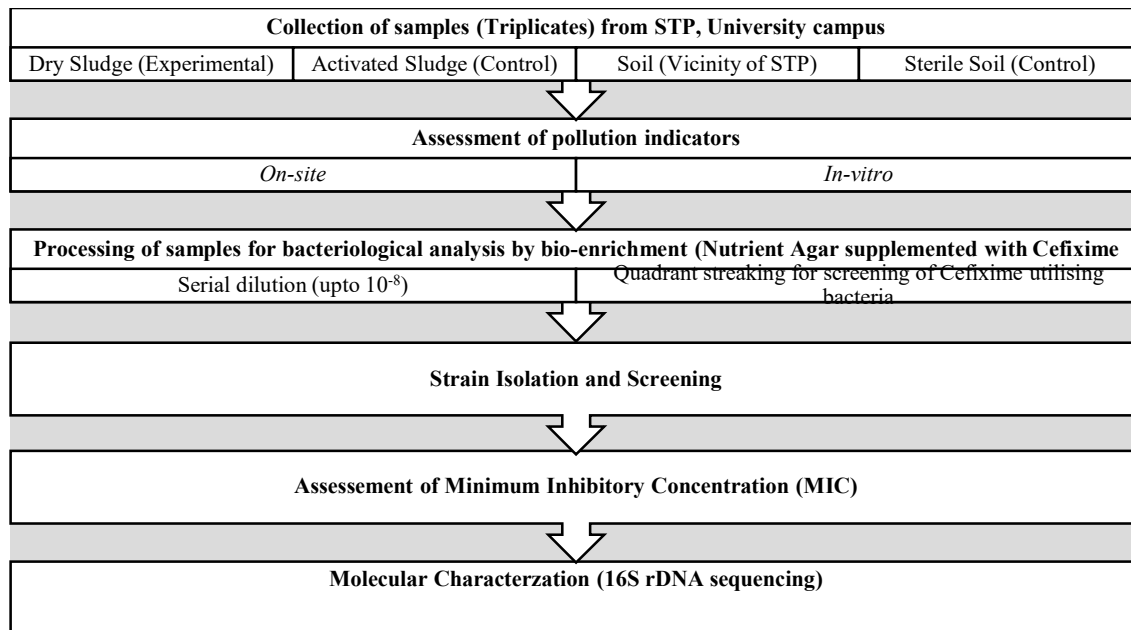 Collection of samples (Triplicates) from STP, University campus
Dry Sludge (Experimental) Activated Sludge (Control) Soil (Vicinity of STP) Sterile Soil (Control)
Assessment of pollution indicators
On-site In-vitro
Processing of samples for bacteriological analysis by bio-enrichment (Nutrient Agar supplemented with Cefixime
Serial dilution (upto 10⁻⁸)
Quadrant streaking for screening of Cefixime utilising
bacteria
Strain Isolation and Screening
Assessement of Minimum Inhibitory Concentration (MIC)
Molecular Characterzation (16S rDNA sequencing)